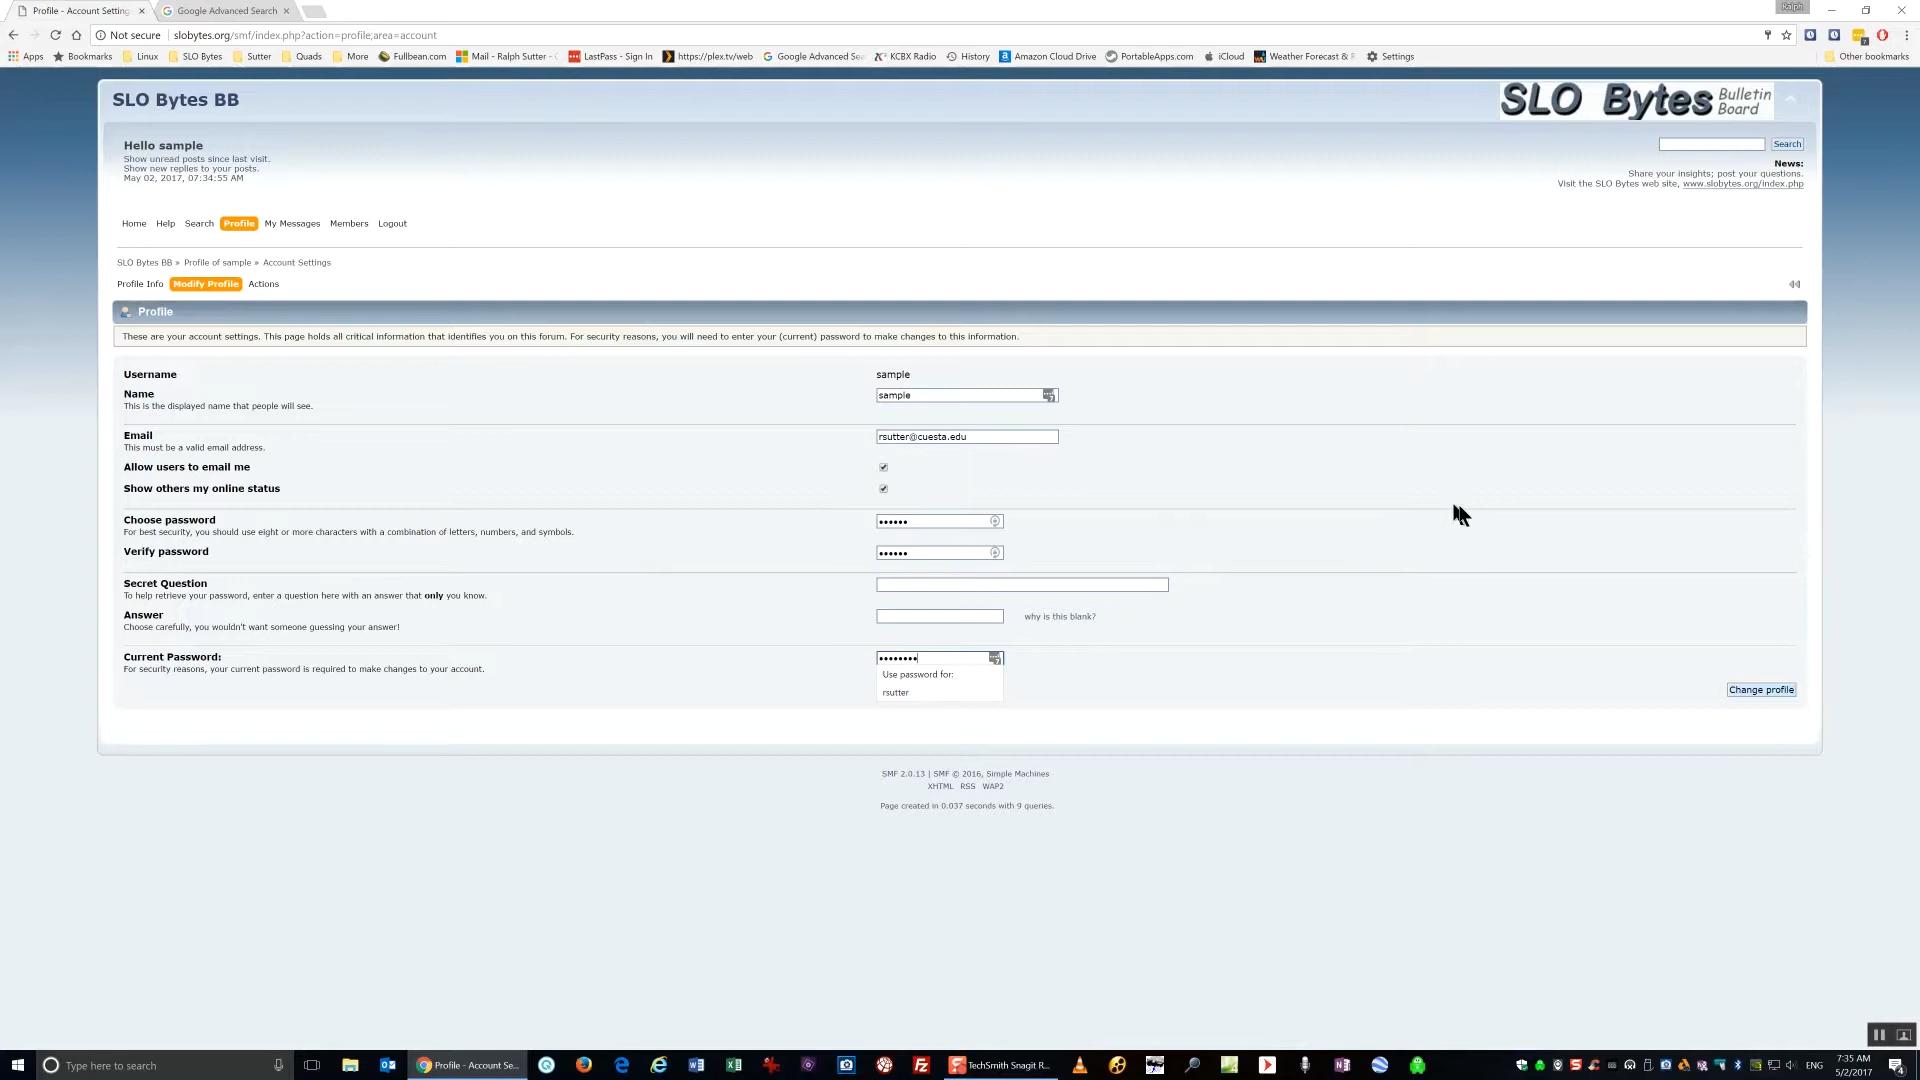 Profile - Account Setting
Google Advanced Search
Ralph
Not secure
slobytes.org/smf/index.php?action=profile;area=account
Apps
Bookmarks
Linux
SLO Bytes
Sutter
Quads
More
Fullbean.com
Mail - Ralph Sutter -
LastPass - Sign In
https://plex.tv/web
Google Advanced Sea
KCBX Radio
History
Amazon Cloud Drive
PortableApps.com
iCloud
Weather Forecast &
Settings
Other bookmarks
SLO Bytes BB
SLO Bytes Bulletin
Board
Hello sample
Show unread posts since last visit.
Show new replies to your posts.
May 02, 2017, 07:34:55 AM
Search
News:
Share your insights; post your questions.
Visit the SLO Bytes web site, www.slobytes.org/index.php
Home Help Search Profile My Messages Members Logout
SLO Bytes BB » Profile of sample » Account Settings
Profile Info Modify Profile Actions
Profile
These are your account settings. This page holds all critical information that identifies you on this forum. For security reasons, you will need to enter your (current) password to make changes to this information.
Username
sample
Name
This is the displayed name that people will see.
sample
Email
This must be a valid email address.
rsutter@cuesta.edu
Allow users to email me
Show others my online status
Choose password
For best security, you should use eight or more characters with a combination of letters, numbers, and symbols.
••••••
Verify password
••••••
Secret Question
To help retrieve your password, enter a question here with an answer that only you know.
Answer
Choose carefully, you wouldn't want someone guessing your answer!
why is this blank?
Current Password:
For security reasons, your current password is required to make changes to your account.
••••••••
Use password for:
rsutter
Change profile
SMF 2.0.13 | SMF © 2016, Simple Machines
XHTML RSS WAP2
Page created in 0.037 seconds with 9 queries.
Type here to search
Profile - Account Se...
TechSmith Snagit R...
ENG
7:35 AM
5/2/2017